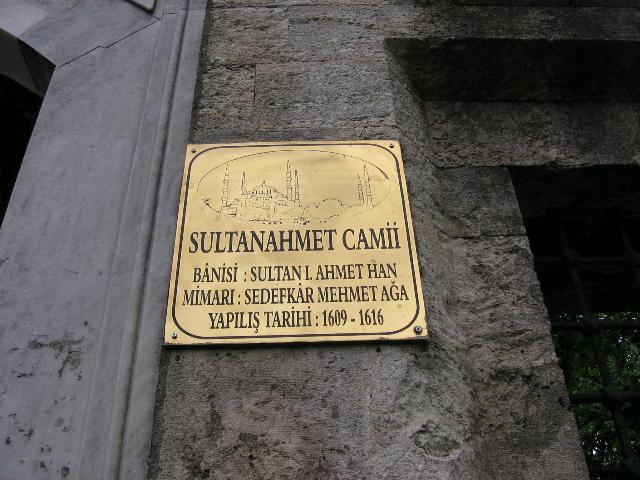 SULTANAHMET CAMİİ
BÂNİSİ : SULTAN I. AHMET HAN
MİMARI : SEDEFKÂR MEHMET AĞA
YAPILIŞ TARİHİ : 1609 - 1616